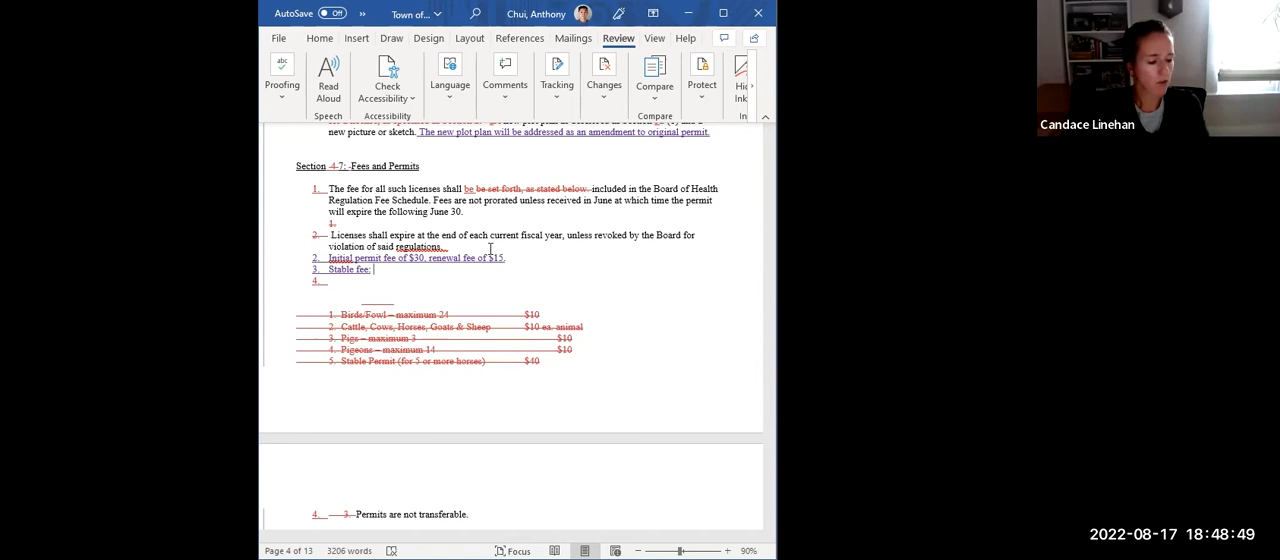 AutoSave Off Town of... Chui, Anthony
File Home Insert Draw Design Layout References Mailings Review View Help
Proofing Read Aloud Check Accessibility Language Comments Tracking Changes Compare Protect Hide Ink
Speech Accessibility Compare
new picture or sketch. The new plot plan will be addressed as an amendment to original permit.
Section 4 7: Fees and Permits
1. The fee for all such licenses shall be be set forth, as stated below. included in the Board of Health
Regulation Fee Schedule. Fees are not prorated unless received in June at which time the permit
will expire the following June 30.
1.
2. Licenses shall expire at the end of each current fiscal year, unless revoked by the Board for
violation of said regulations.
2. Initial permit fee of $30, renewal fee of $15.
3. Stable fee:
4.
1. Birds/Fowl – maximum 24 $10
2. Cattle, Cows, Horses, Goats & Sheep $10 ea. animal
3. Pigs – maximum 3 $10
4. Pigeons – maximum 14 $10
5. Stable Permit (for 5 or more horses) $40
4. 3. Permits are not transferable.
Page 4 of 13 3206 words Focus 90%
Candace Linehan
2022-08-17 18:48:49